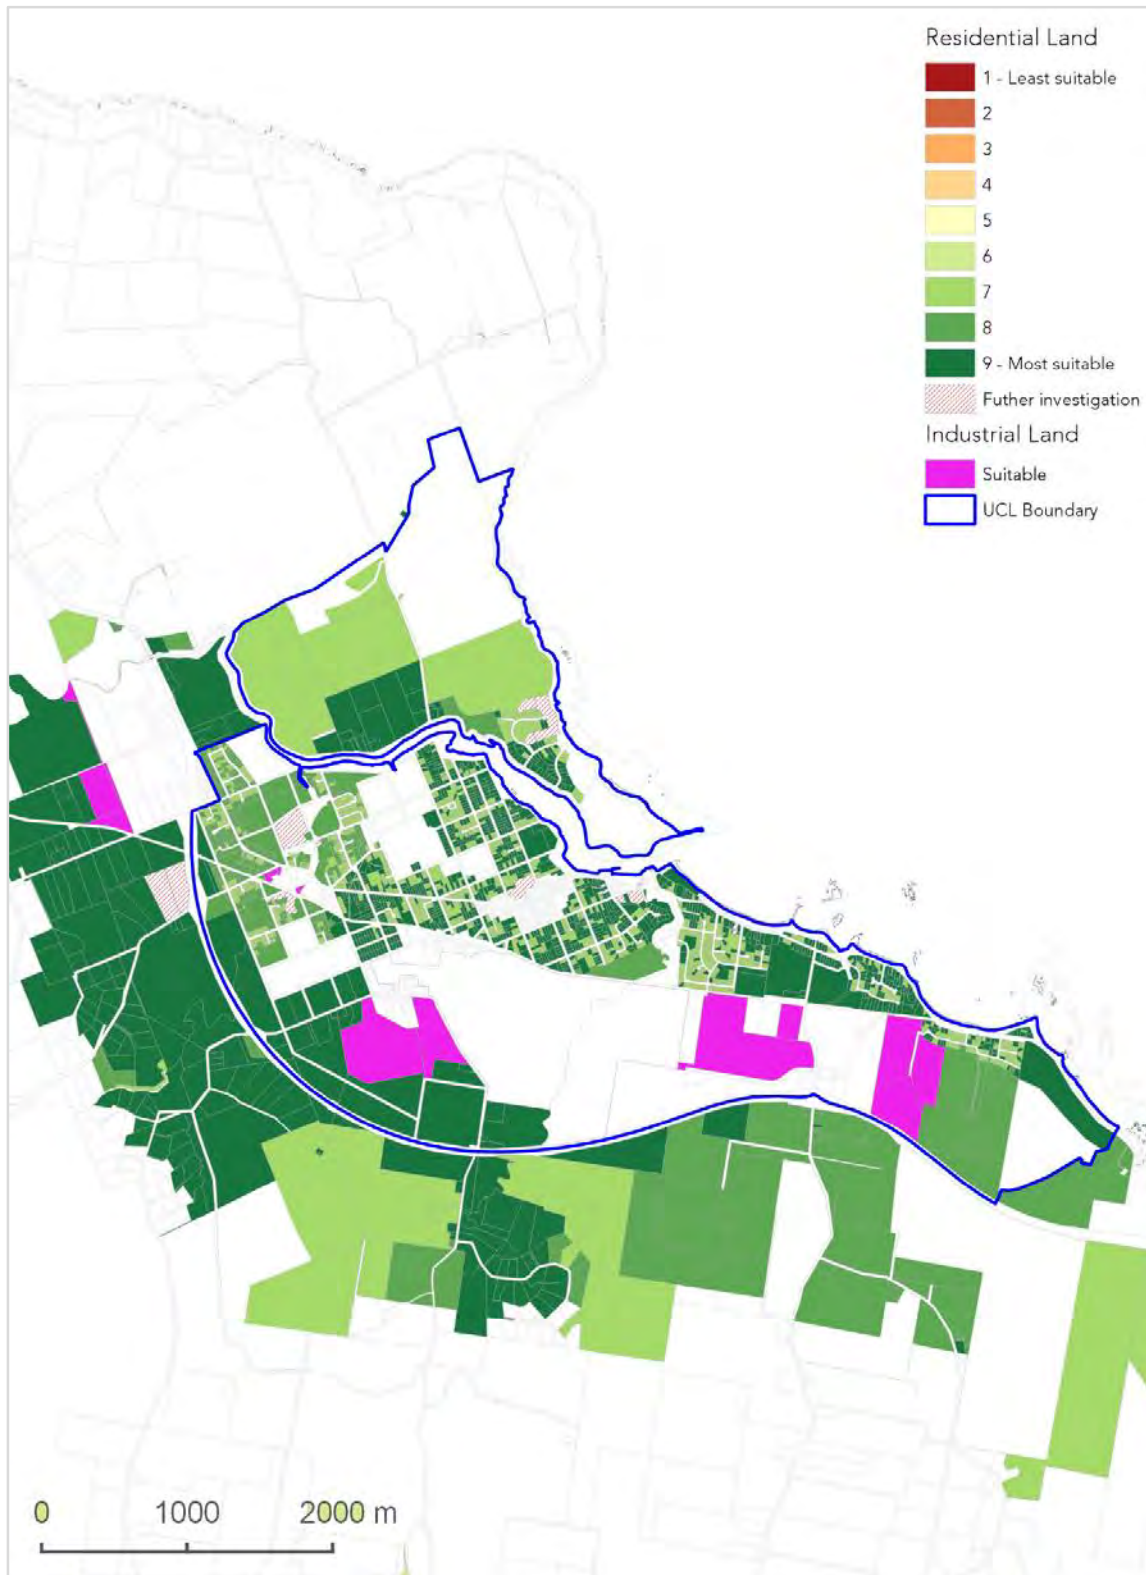 Residential Land
1 - Least suitable
2
3
4
5
6
7
8
9 - Most suitable
Futher investigation
Industrial Land
Suitable
UCL Boundary
0 1000 2000 m